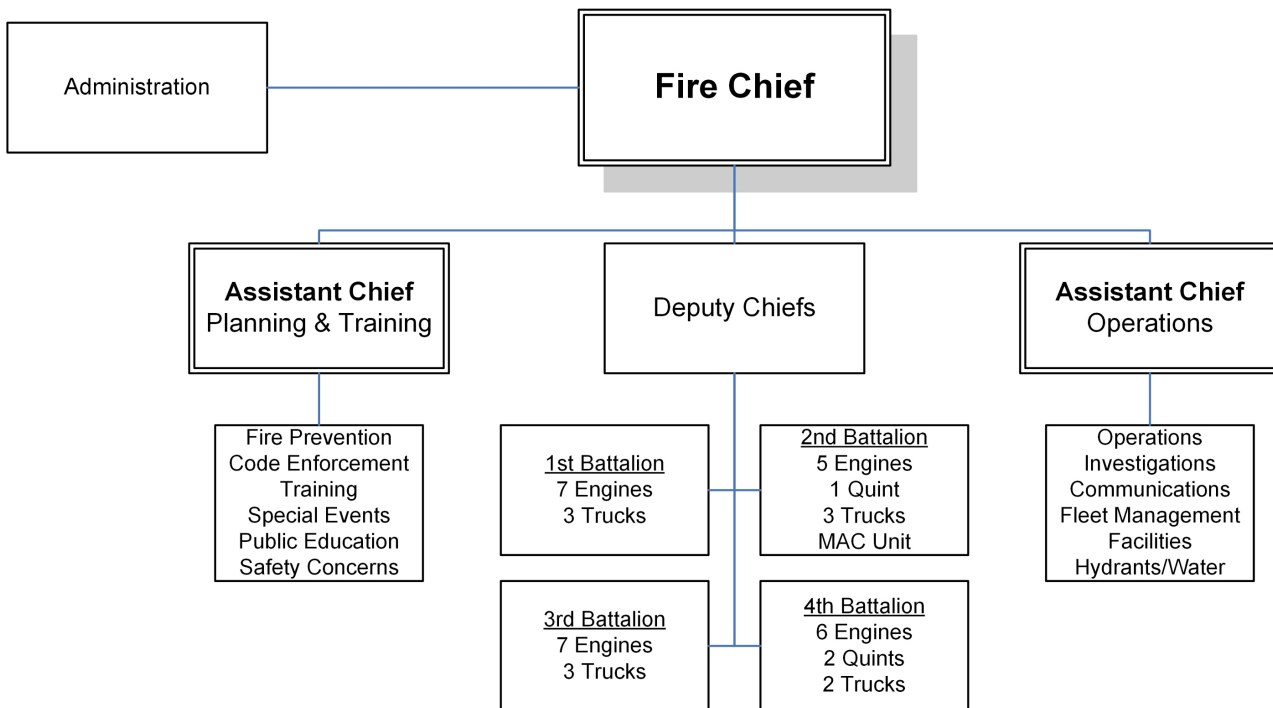 Administration
Fire Chief
Assistant Chief
Planning & Training
Deputy Chiefs
Assistant Chief
Operations
Fire Prevention
Code Enforcement
Training
Special Events
Public Education
Safety Concerns
1st Battalion
7 Engines
3 Trucks
2nd Battalion
5 Engines
1 Quint
3 Trucks
MAC Unit
Operations
Investigations
Communications
Fleet Management
Facilities
Hydrants/Water
3rd Battalion
7 Engines
3 Trucks
4th Battalion
6 Engines
2 Quints
2 Trucks